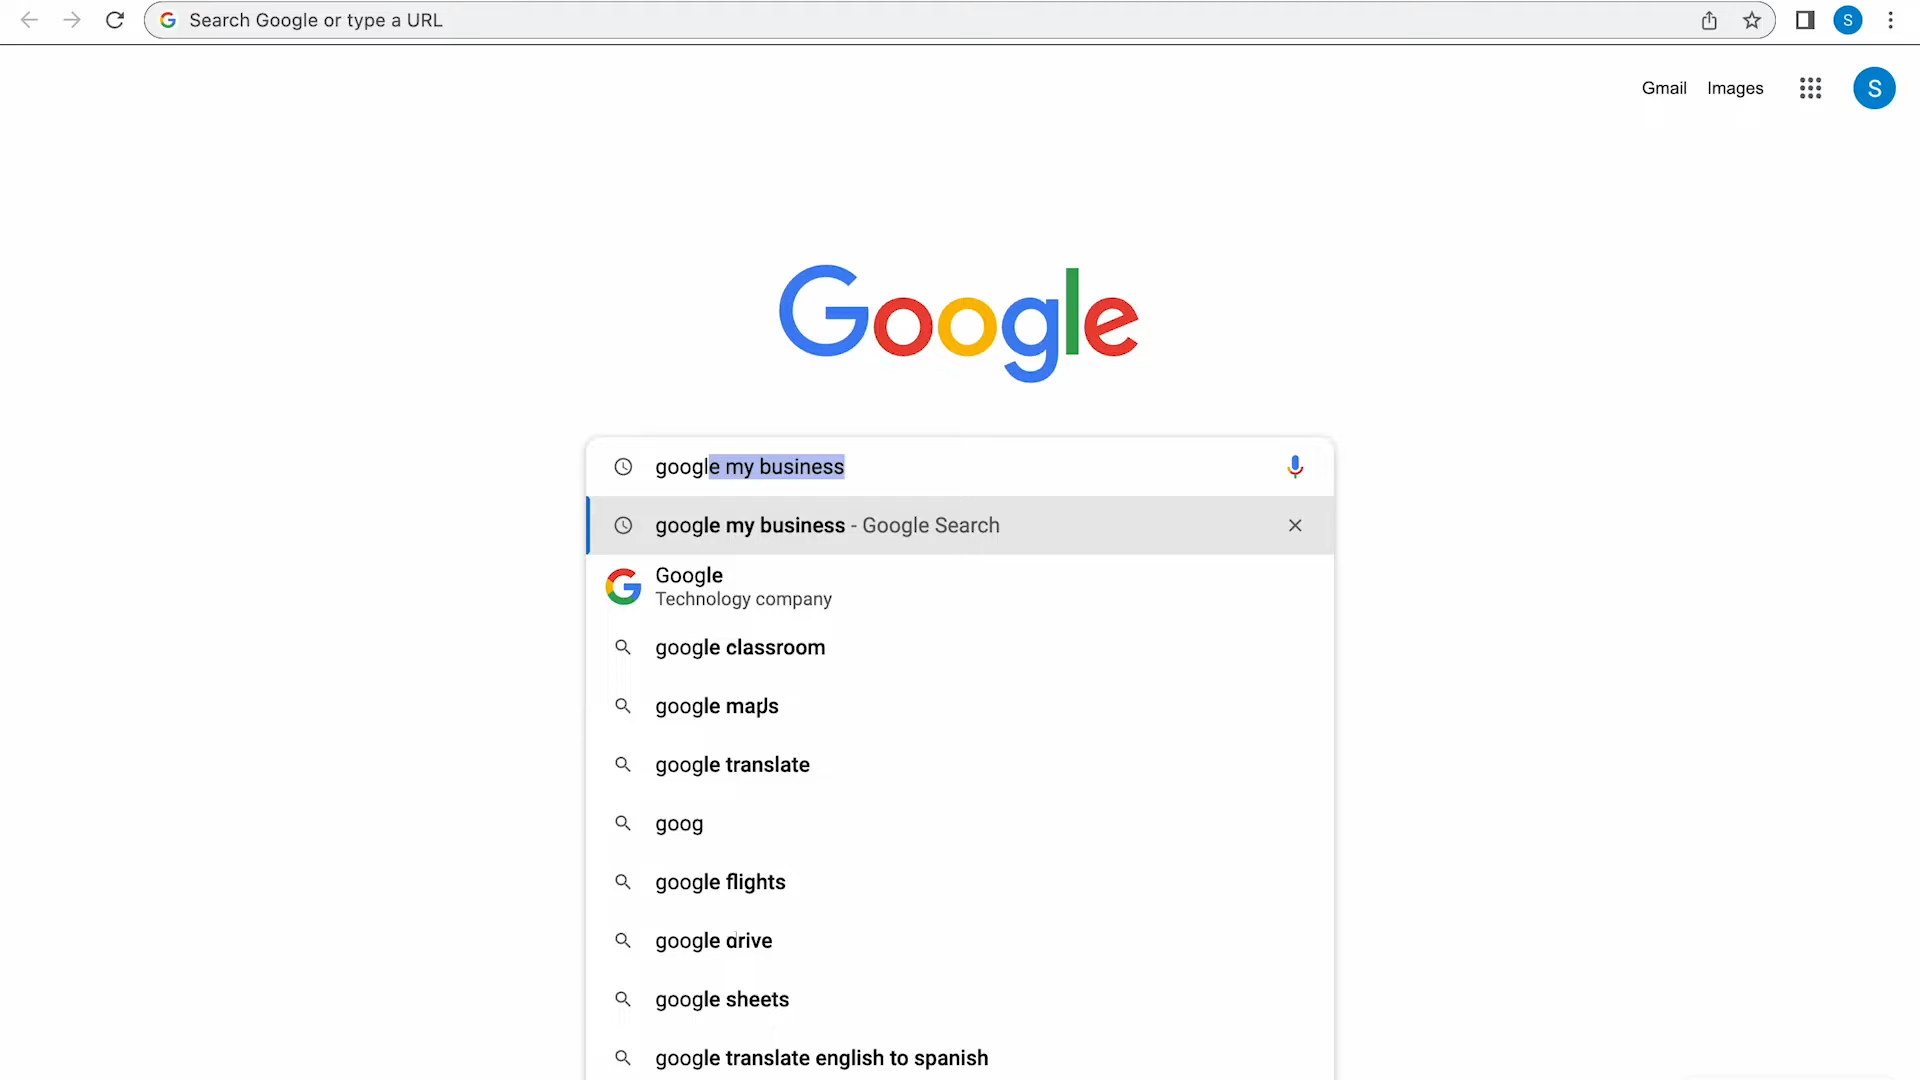 Search Google or type a URL
S
Gmail
Images
S
Google
google my business
google my business - Google Search
Google
Technology company
google classroom
google maps
google translate
goog
google flights
google drive
google sheets
google translate english to spanish